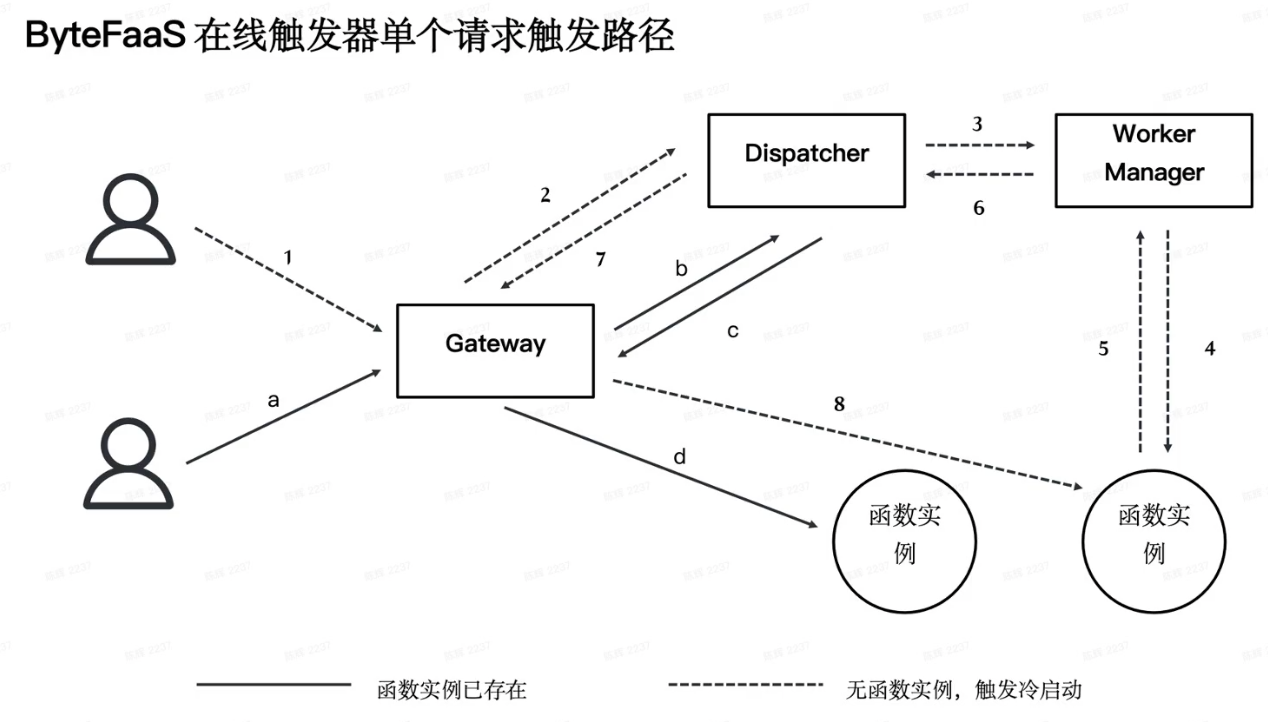 ByteFaaS 在线触发器单个请求触发路径
Dispatcher
3
Worker
Manager
2
6
1
7
b
Gateway
c
5
4
a
8
d
函数实
例
函数实
例
函数实例已存在
无函数实例，触发冷启动